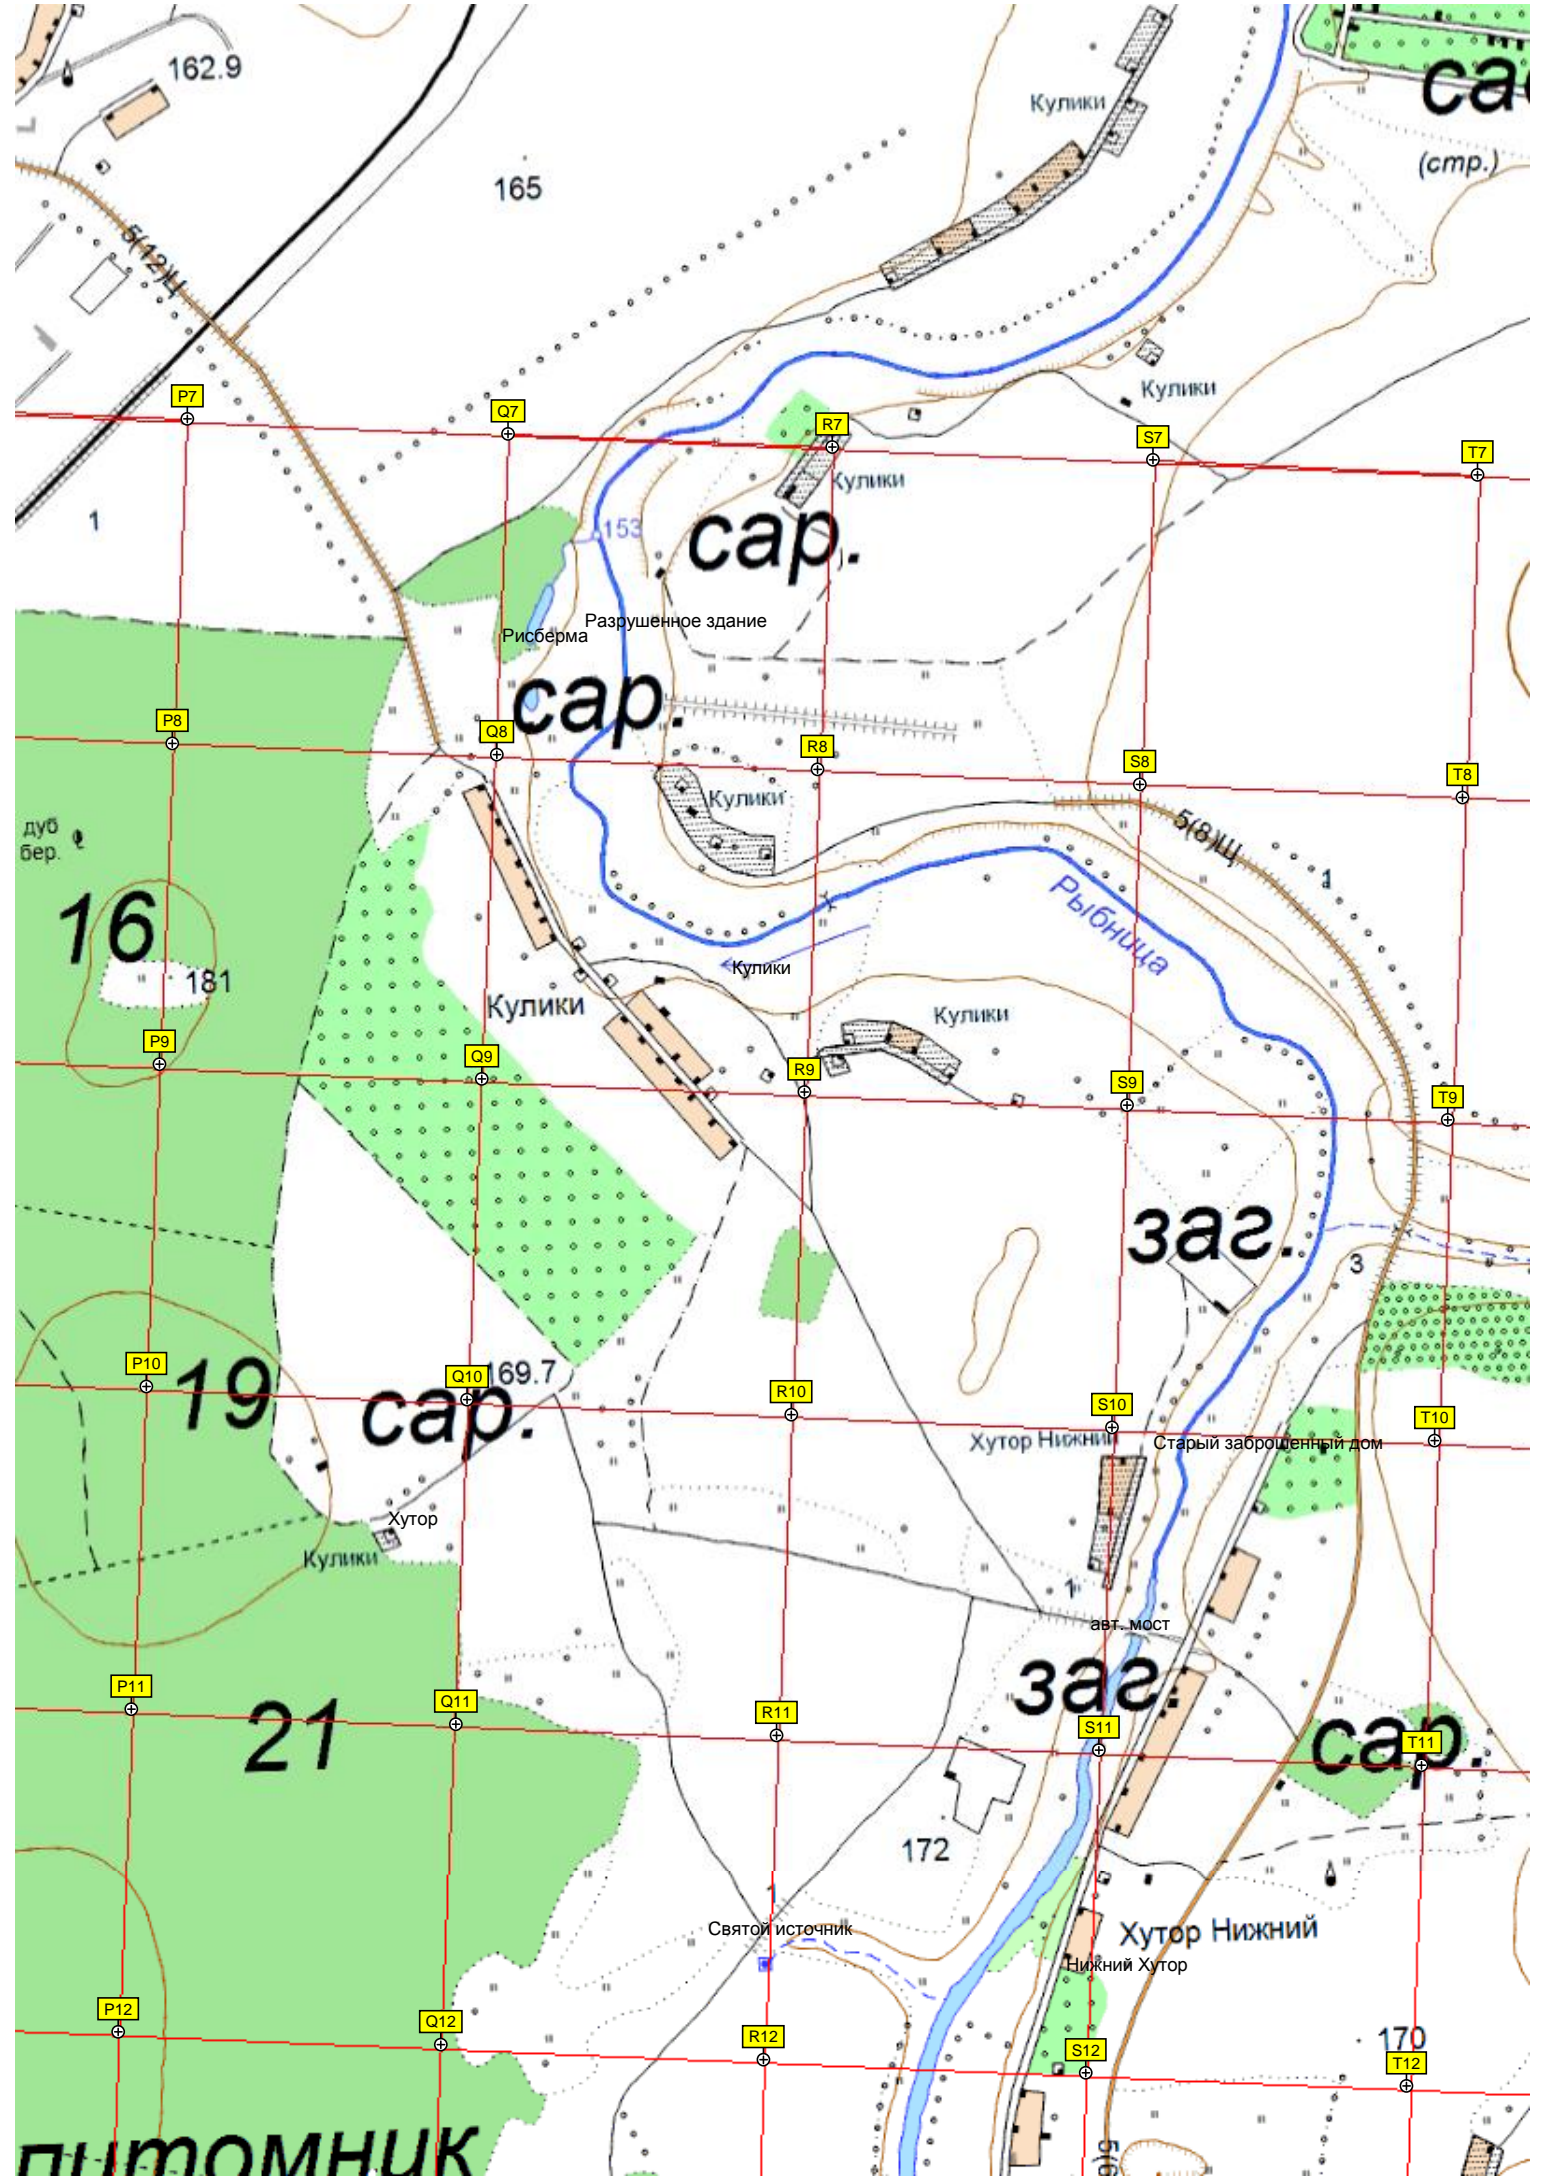 162.9
Кулики
сас
(стр.)
165
5(12)Ц
Кулики
P7
Q7
R7
S7
T7
Кулики
1
153
сар.
Разрушенное здание
Рисберма
сар.
P8
Q8
R8
S8
T8
Кулики
дуб
бер.
5(8)Щ
1
16
Рыбница
181
Кулики
Кулики
Кулики
P9
Q9
R9
S9
T9
заг.
3
P10
Q10
R10
S10
T10
19
169.7
сар.
Хутор Нижний
Старый заброшенный дом
Хутор
Кулики
1
авт. мост
заг.
P11
Q11
R11
S11
T11
21
сар.
172
1
Святой источник
Хутор Нижний
Нижний Хутор
P12
Q12
R12
S12
T12
170
питомник
5(6